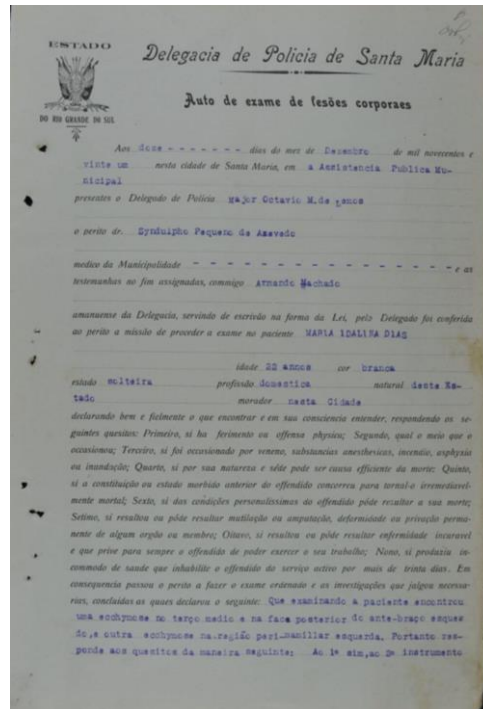 ESTADO
DO RIO GRANDE DO SUL
Delegacia de Policia de Santa Maria
Auto de exame de lesões corporaes
Aos doze - - - - - - - dias do mez de Dezembro de mil novecentos e
vinte um nesta cidade de Santa Maria, em a Assistencia Publica Mu-
nicipal
presentes o Delegado de Policia Major Octavio M. de
o perito dr. Syndulpho Pequeno de Azevedo
medico da Municipalidade - - - - - - - - - - - - - - - - e as
testemunhas no fim assignadas, commigo Armando Machado
amanuense da Delegacia, servindo de escrivão na forma da Lei, pelo Delegado foi conferida
ao perito a missão de proceder a exame no paciente MARIA IDALINA DIAS
idade 22 annos cor branca
estado solteira profissão domestica natural deste Es-
tado morador nesta Cidade
declarando bem e fielmente o que encontrar e em sua consciencia entender, respondendo os se-
guintes quesitos: Primeiro, si ha ferimento ou offensa physica; Segundo, qual o meio que o
occasionou; Terceiro, si foi occasionado por veneno, substancias anesthesicas, incendio, asphyxia
ou inundação; Quarto, si por sua natureza e séde pode ser causa efficiente da morte; Quinto,
si a constituição ou estado morbido anterior do offendido concorreu para tornal-o irremediavel-
mente mortal; Sexto, si das condições personalissimas do offendido póde rezultar a sua morte;
Setimo, si resultou ou póde resultar mutilação ou amputação, deformidade ou privação perma-
nente de algum orgão ou membro; Oitavo, si resultou ou póde resultar enfermidade incuravel
e que prive para sempre o offendido de poder exercer o seu trabalho; Nono, si produziu in-
commodo de saude que inhabilite o offendido do serviço activo por mais de trinta dias. Em
consequencia passou o perito a fazer o exame ordenado e as investigações que julgou necessa-
rias, concluidas as quaes declarou o seguinte: Que examinando a paciente encontrou
uma ecchymose no terço medio e na face posterior do ante-braço esquer
do,e outra ecchymose na região peri-mamillar esquerda. Portanto res-
ponde aos quesitos da maneira seguinte: Ao 1º sim,ao 2º instrumento